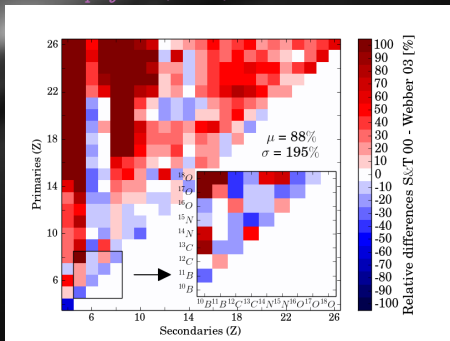 26
22
18
14
10
6
Primaries (Z)
6
10
14
18
22
26
Secondaries (Z)
μ = 88%
σ = 195%
¹⁸O
¹⁷O
¹⁶O
¹⁵N
¹⁴N
¹³C
¹²C
¹¹B
¹⁰B
¹⁰B ¹¹B ¹²C ¹³C ¹⁴N ¹⁵N ¹⁶O ¹⁷O ¹⁸O
100
90
80
70
60
50
40
30
20
10
0
-10
-20
-30
-40
-50
-60
-70
-80
-90
-100
Relative differences S&T 00 - Webber 03 [%]